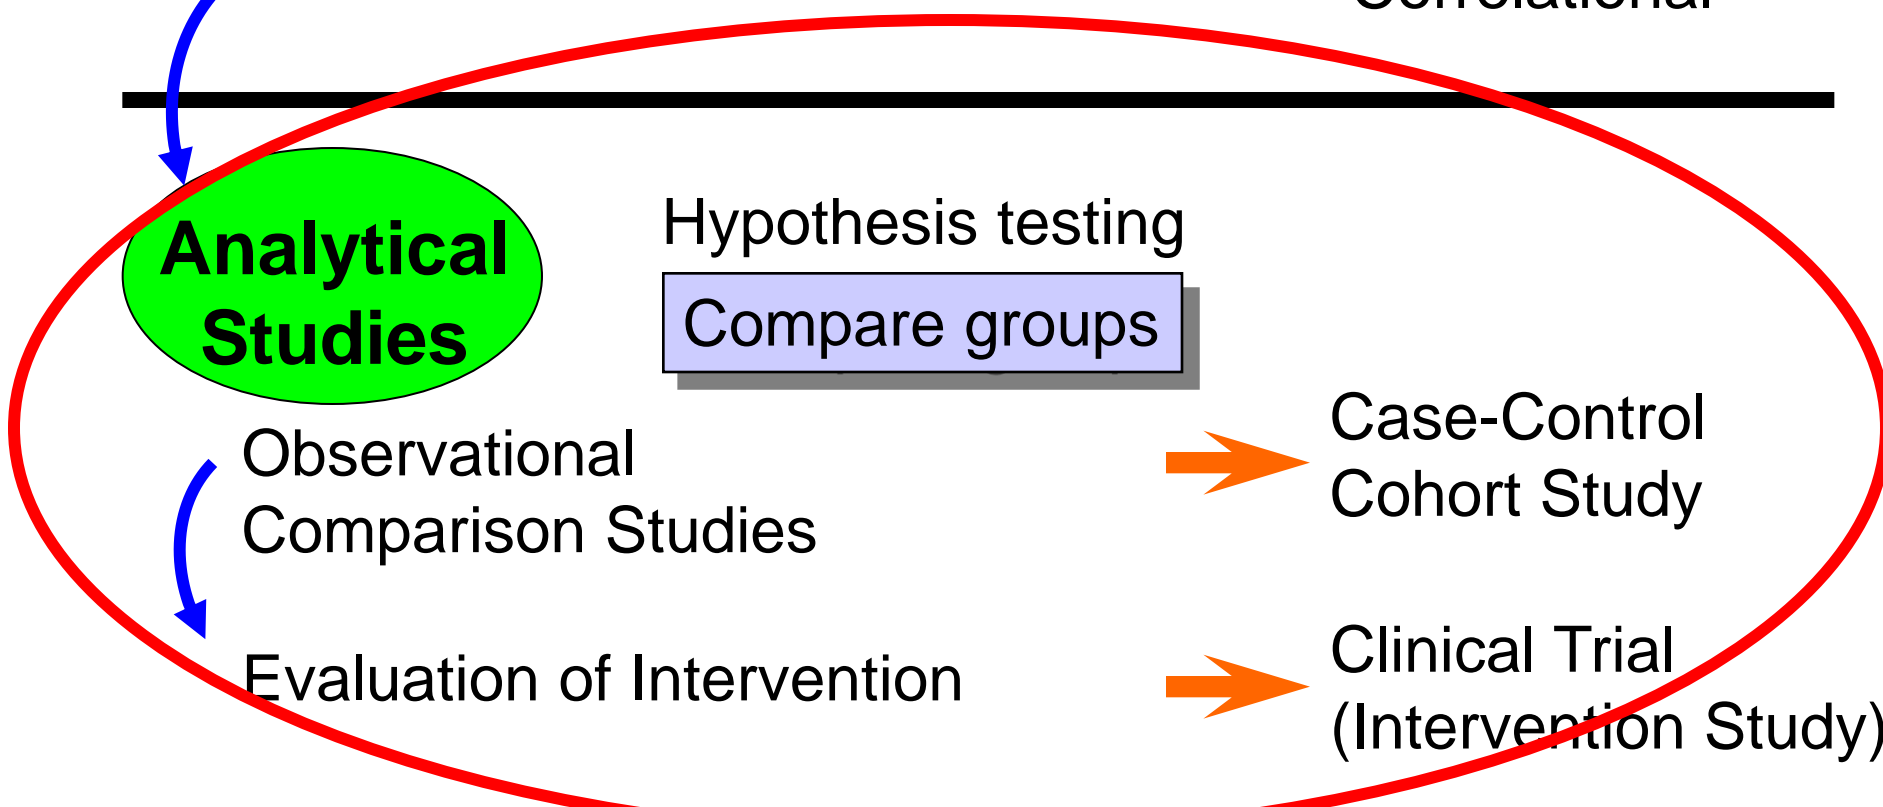 Correlational
Analytical
Studies
Hypothesis testing
Compare groups
Observational
Comparison Studies
Case-Control
Cohort Study
Evaluation of Intervention
Clinical Trial
(Intervention Study)